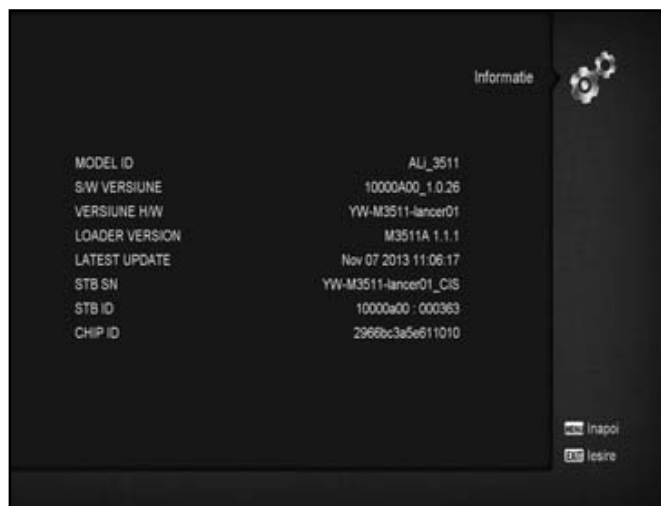 Informatie
MODEL ID ALi_3511
S/W VERSIUNE 10000A00_1.0.26
VERSIUNE H/W YW-M3511-lancer01
LOADER VERSION M3511A 1.1.1
LATEST UPDATE Nov 07 2013 11:06:17
STB SN YW-M3511-lancer01_CIS
STB ID 10000a00 : 000363
CHIP ID 2966bc3a5e611010
MENU Inapoi
EXIT Iesire